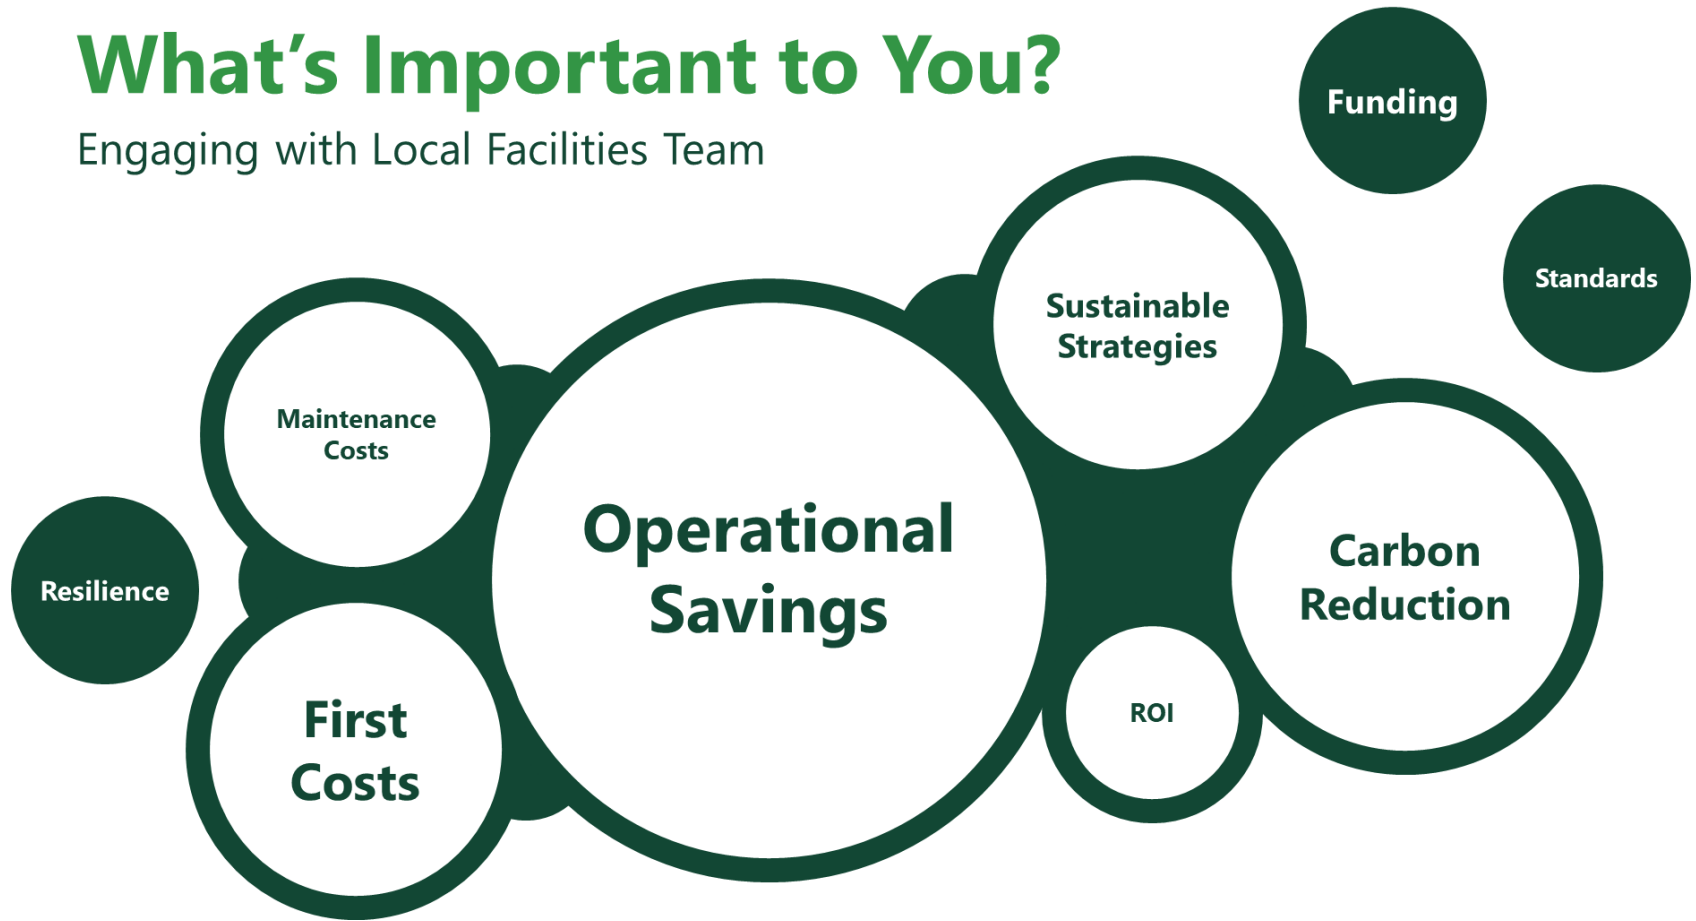 What’s Important to You?
Engaging with Local Facilities Team
Funding
Standards
Sustainable
Strategies
Maintenance
Costs
Operational
Savings
Carbon
Reduction
Resilience
First
Costs
ROI